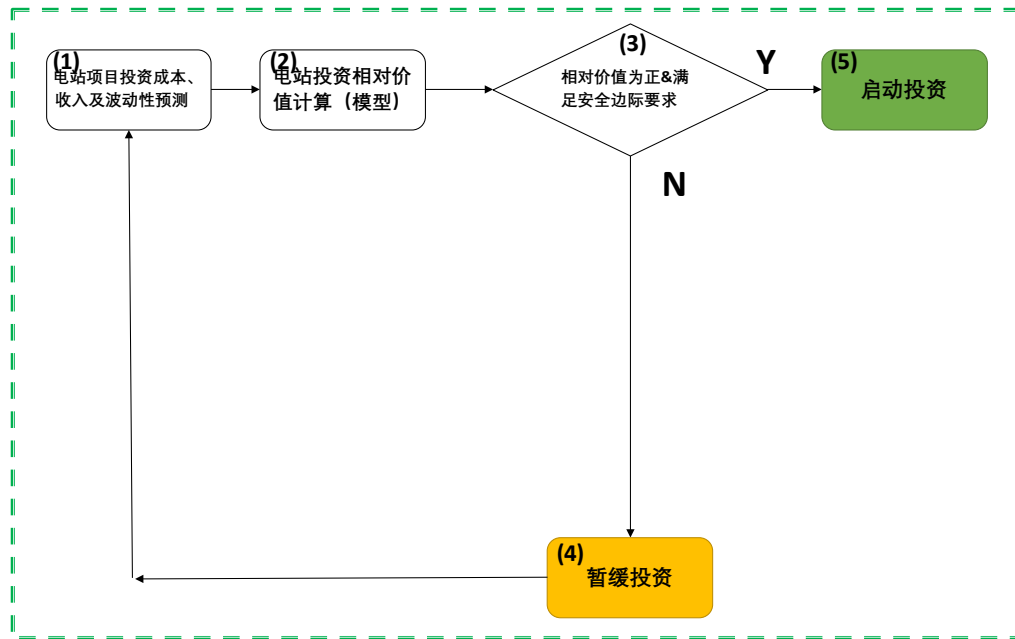 (1)
电站项目投资成本、
收入及波动性预测
(2)
电站投资相对价
值计算（模型）
(3)
相对价值为正&满
足安全边际要求
Y
(5)
启动投资
N
(4)
暂缓投资